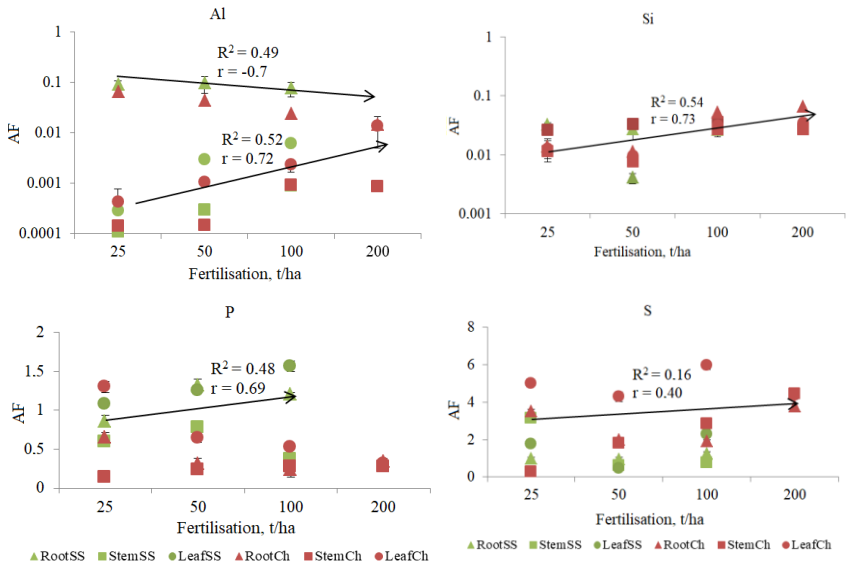 Al
1
0.1
0.01
0.001
0.0001
AF
R² = 0.49
r = -0.7
R² = 0.52
r = 0.72
25 50 100 200
Fertilisation, t/ha
Si
1
0.1
0.01
0.001
AF
R² = 0.54
r = 0.73
25 50 100 200
Fertilisation, t/ha
P
2
1.5
1
0.5
0
AF
R² = 0.48
r = 0.69
25 50 100 200
Fertilisation, t/ha
RootSS StemSS LeafSS RootCh StemCh LeafCh
S
8
6
4
2
0
AF
R² = 0.16
r = 0.40
25 50 100 200
Fertilisation, t/ha
RootSS StemSS LeafSS RootCh StemCh LeafCh